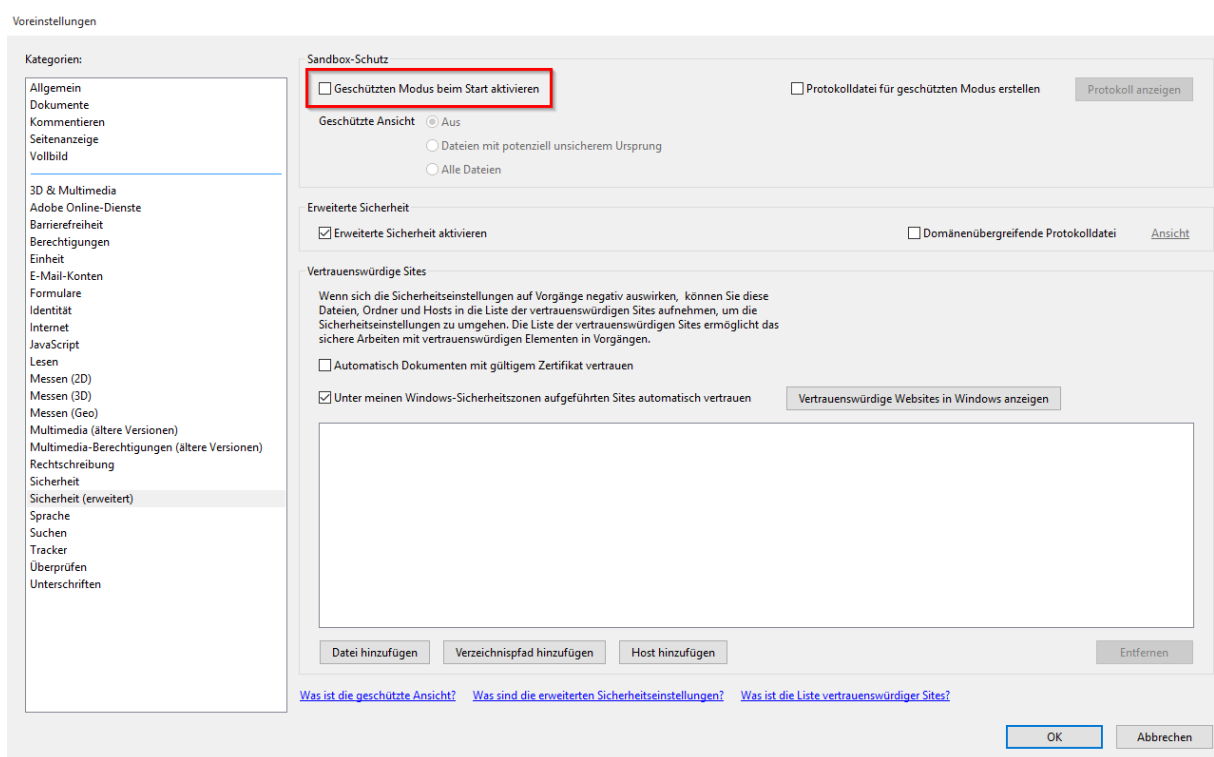 Voreinstellungen
Kategorien:
Allgemein
Dokumente
Kommentieren
Seitenanzeige
Vollbild
3D & Multimedia
Adobe Online-Dienste
Barrierefreiheit
Berechtigungen
Einheit
E-Mail-Konten
Formulare
Identität
Internet
JavaScript
Lesen
Messen (2D)
Messen (3D)
Messen (Geo)
Multimedia (ältere Versionen)
Multimedia-Berechtigungen (ältere Versionen)
Rechtschreibung
Sicherheit
Sicherheit (erweitert)
Sprache
Suchen
Tracker
Überprüfen
Unterschriften
Sandbox-Schutz
Geschützten Modus beim Start aktivieren
Protokolldatei für geschützten Modus erstellen
Protokoll anzeigen
Geschützte Ansicht
Aus
Dateien mit potenziell unsicherem Ursprung
Alle Dateien
Erweiterte Sicherheit
Erweiterte Sicherheit aktivieren
Domänenübergreifende Protokolldatei
Ansicht
Vertrauenswürdige Sites
Wenn sich die Sicherheitseinstellungen auf Vorgänge negativ auswirken, können Sie diese
Dateien, Ordner und Hosts in die Liste der vertrauenswürdigen Sites aufnehmen, um die
Sicherheitseinstellungen zu umgehen. Die Liste der vertrauenswürdigen Sites ermöglicht das
sichere Arbeiten mit vertrauenswürdigen Elementen in Vorgängen.
Automatisch Dokumenten mit gültigem Zertifikat vertrauen
Unter meinen Windows-Sicherheitszonen aufgeführten Sites automatisch vertrauen
Vertrauenswürdige Websites in Windows anzeigen
Datei hinzufügen
Verzeichnispfad hinzufügen
Host hinzufügen
Entfernen
Was ist die geschützte Ansicht?
Was sind die erweiterten Sicherheitseinstellungen?
Was ist die Liste vertrauenswürdiger Sites?
OK
Abbrechen